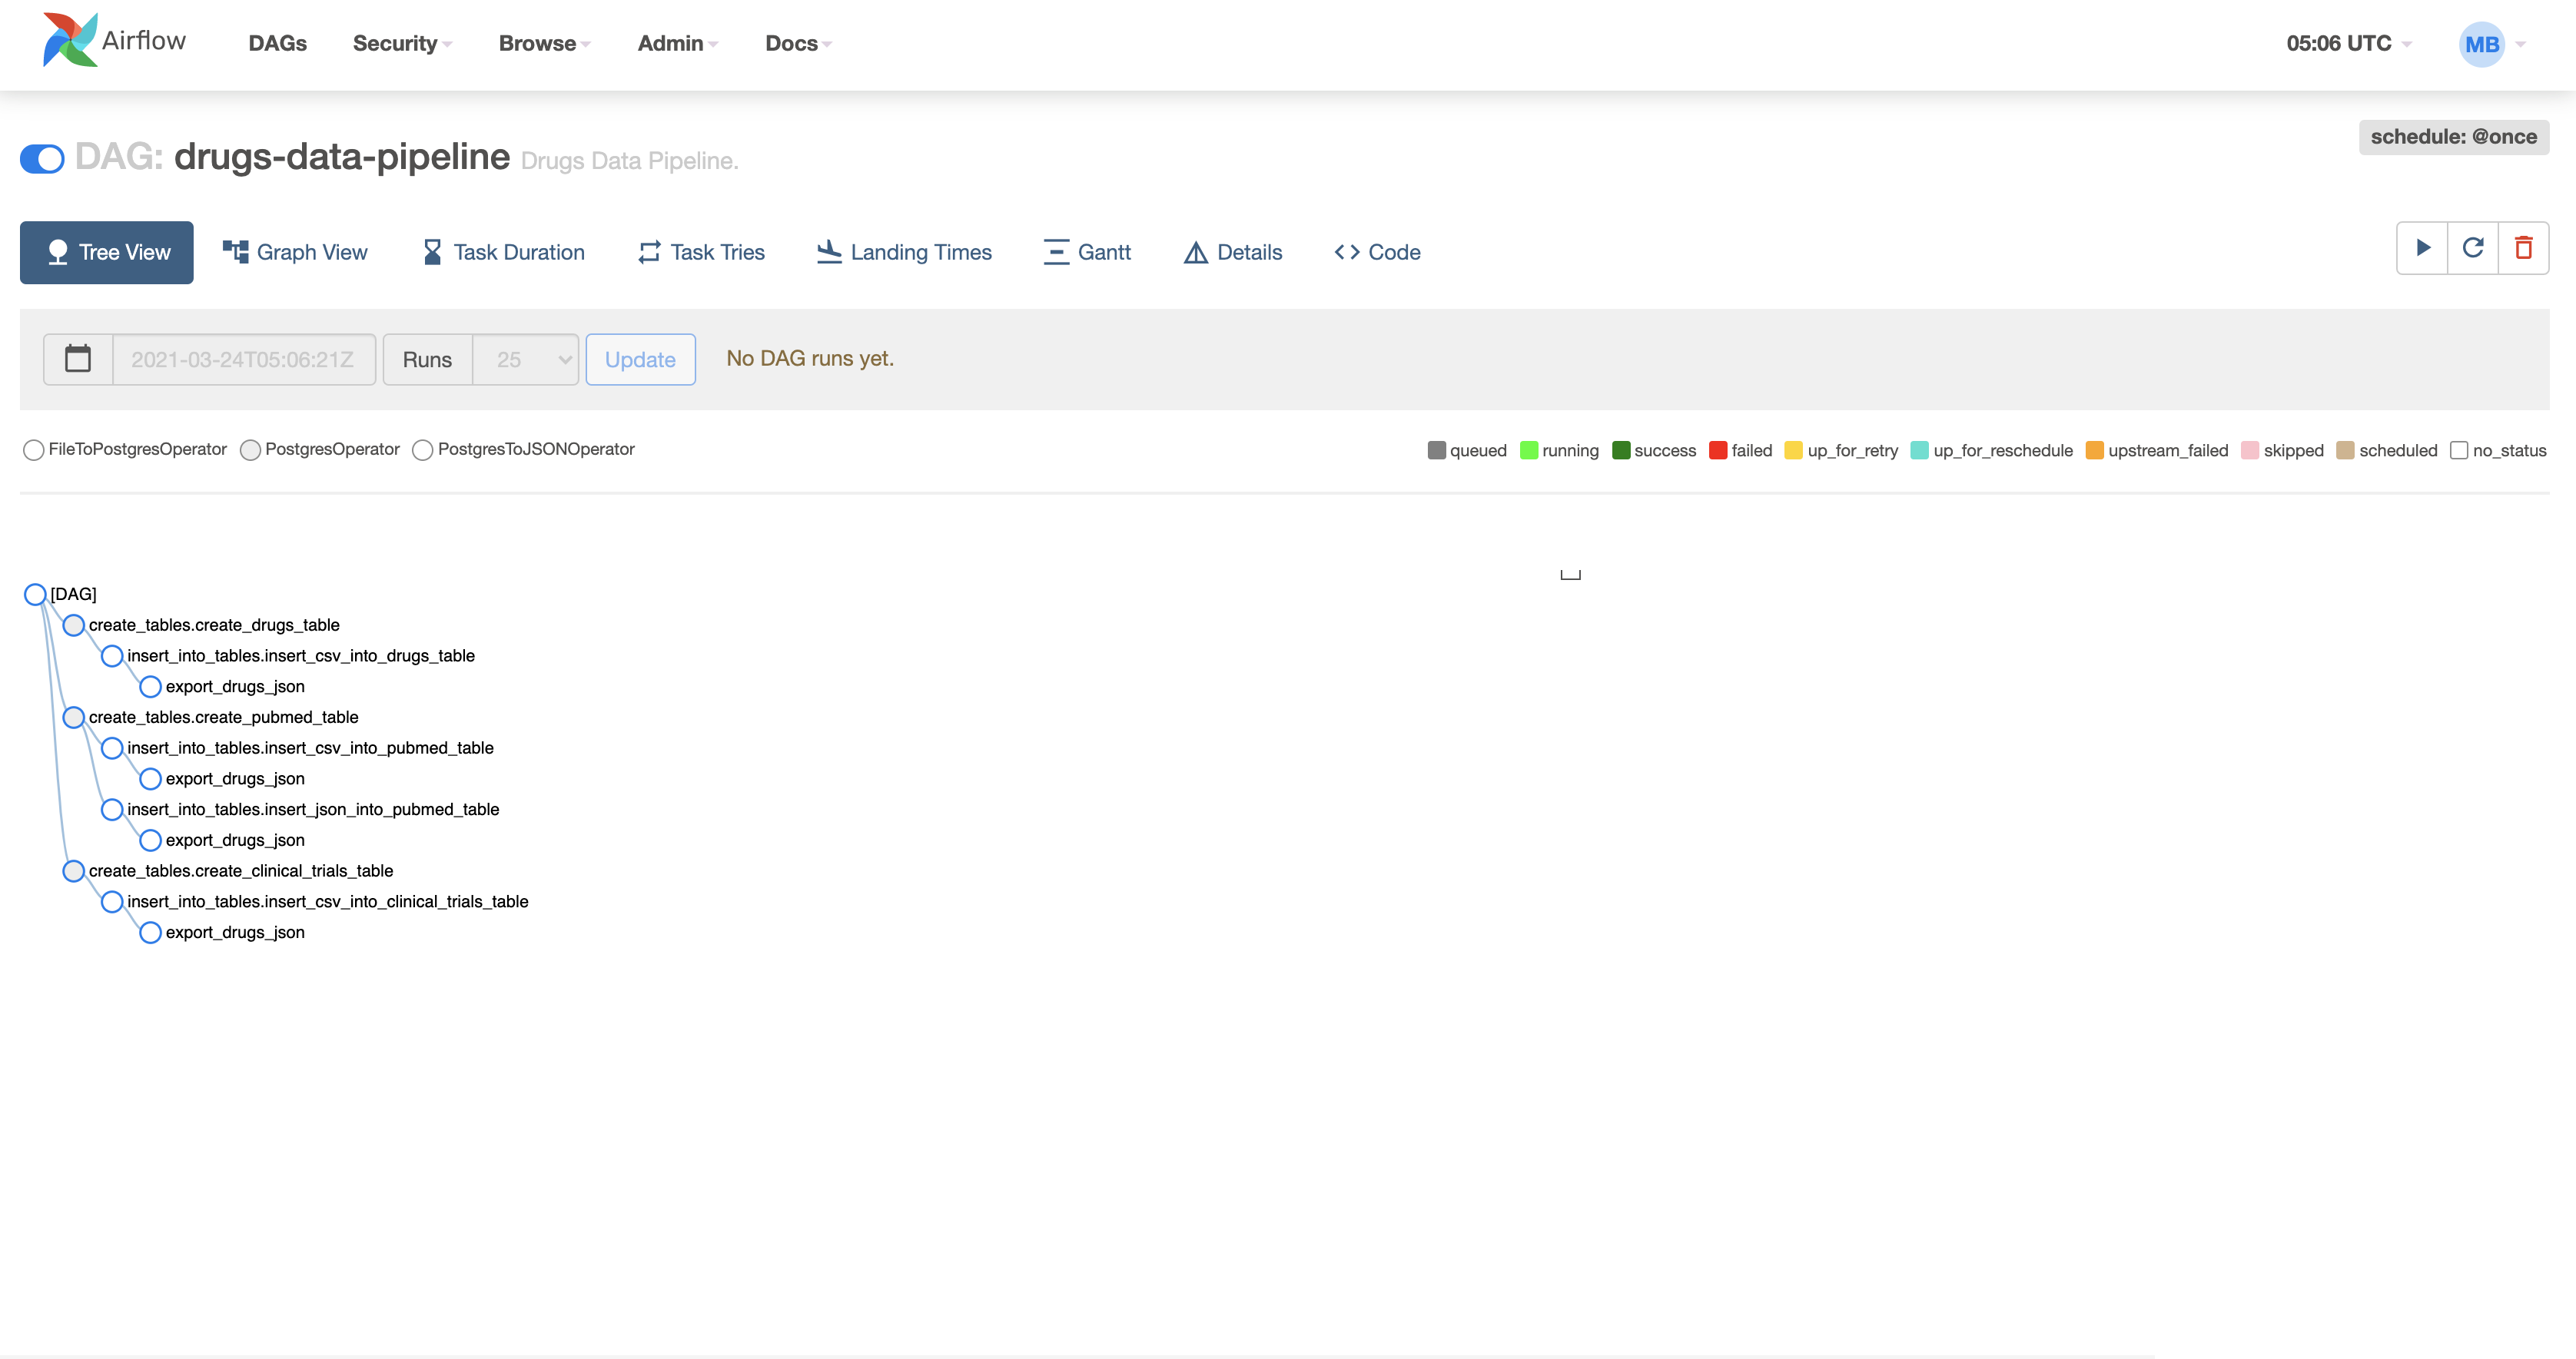 Airflow DAGs Security Browse Admin Docs 05:06 UTC MB
schedule: @once
DAG: drugs-data-pipeline Drugs Data Pipeline.
Tree View Graph View Task Duration Task Tries Landing Times Gantt Details Code
2021-03-24T05:06:21Z Runs 25 Update No DAG runs yet.
FileToPostgresOperator PostgresOperator PostgresToJSONOperator queued running success failed up_for_retry up_for_reschedule upstream_failed skipped scheduled no_status
[DAG]
create_tables.create_drugs_table
insert_into_tables.insert_csv_into_drugs_table
export_drugs_json
create_tables.create_pubmed_table
insert_into_tables.insert_csv_into_pubmed_table
export_drugs_json
insert_into_tables.insert_json_into_pubmed_table
export_drugs_json
create_tables.create_clinical_trials_table
insert_into_tables.insert_csv_into_clinical_trials_table
export_drugs_json